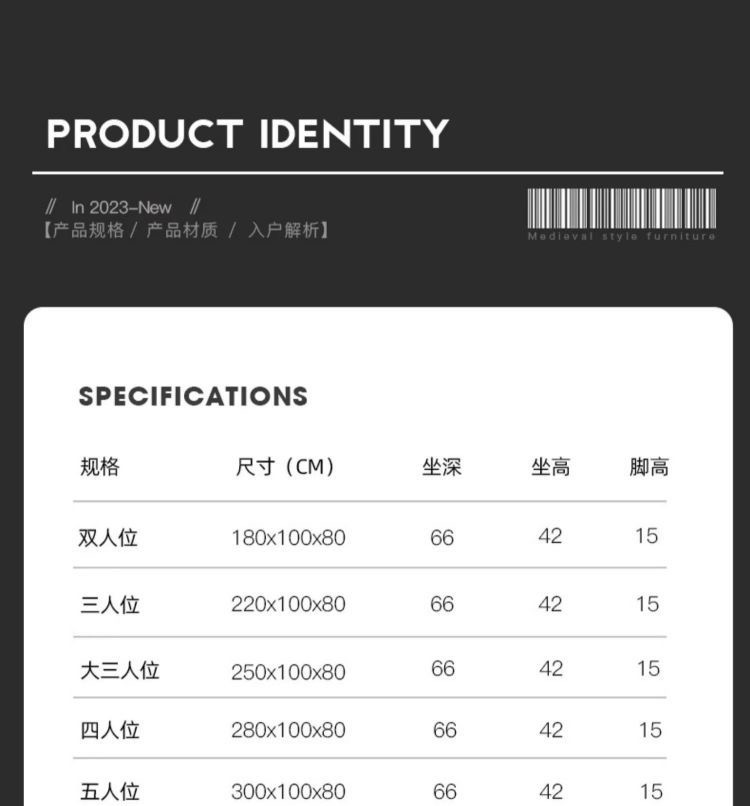 PRODUCT IDENTITY
// In 2023-New //
【产品规格 / 产品材质 / 入户解析】
Medieval style furniture
SPECIFICATIONS
规格 尺寸（CM） 坐深 坐高 脚高
双人位 180x100x80 66 42 15
三人位 220x100x80 66 42 15
大三人位 250x100x80 66 42 15
四人位 280x100x80 66 42 15
五人位 300x100x80 66 42 15